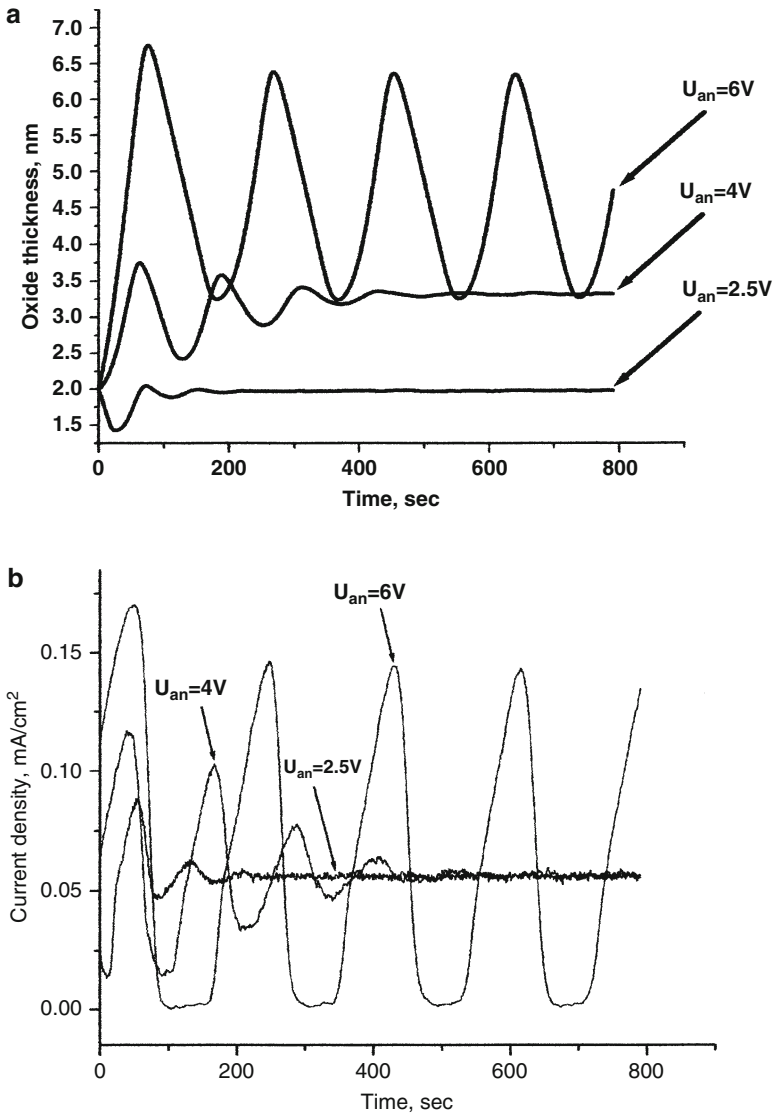 a
7.0
6.5
6.0
5.5
5.0
4.5
4.0
3.5
3.0
2.5
2.0
1.5
Oxide thickness, nm
0
200
400
600
800
Time, sec
U_an=6V
U_an=4V
U_an=2.5V
b
0.15
0.10
0.05
0.00
Current density, mA/cm²
U_an=6V
U_an=4V
U_an=2.5V
0
200
400
600
800
Time, sec